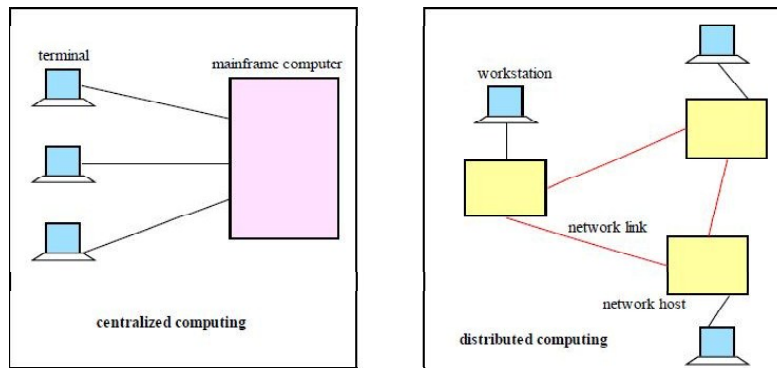 terminal
mainframe computer
centralized computing
workstation
network link
network host
distributed computing